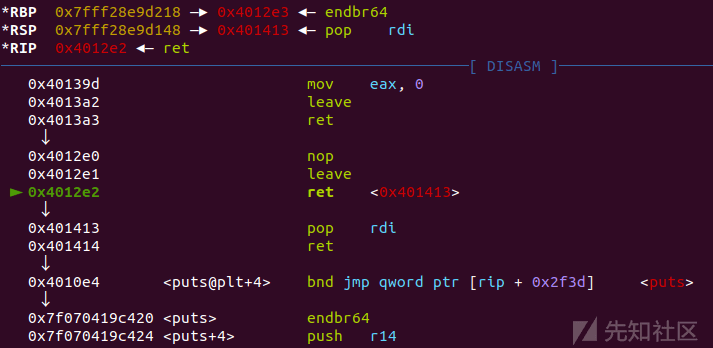 *RBP  0x7fff28e9d218 —▸ 0x4012e3 ◂— endbr64
*RSP  0x7fff28e9d148 —▸ 0x401413 ◂— pop    rdi
*RIP  0x4012e2 ◂— ret
[ DISASM ]
0x40139d                       mov    eax, 0
0x4013a2                       leave
0x4013a3                       ret
↓
0x4012e0                       nop
0x4012e1                       leave
► 0x4012e2                       ret    <0x401413>
↓
0x401413                       pop    rdi
0x401414                       ret
↓
0x4010e4       <puts@plt+4>    bnd jmp qword ptr [rip + 0x2f3d]      <puts>
↓
0x7f070419c420 <puts>          endbr64
0x7f070419c424 <puts+4>        push   r14
先知社区